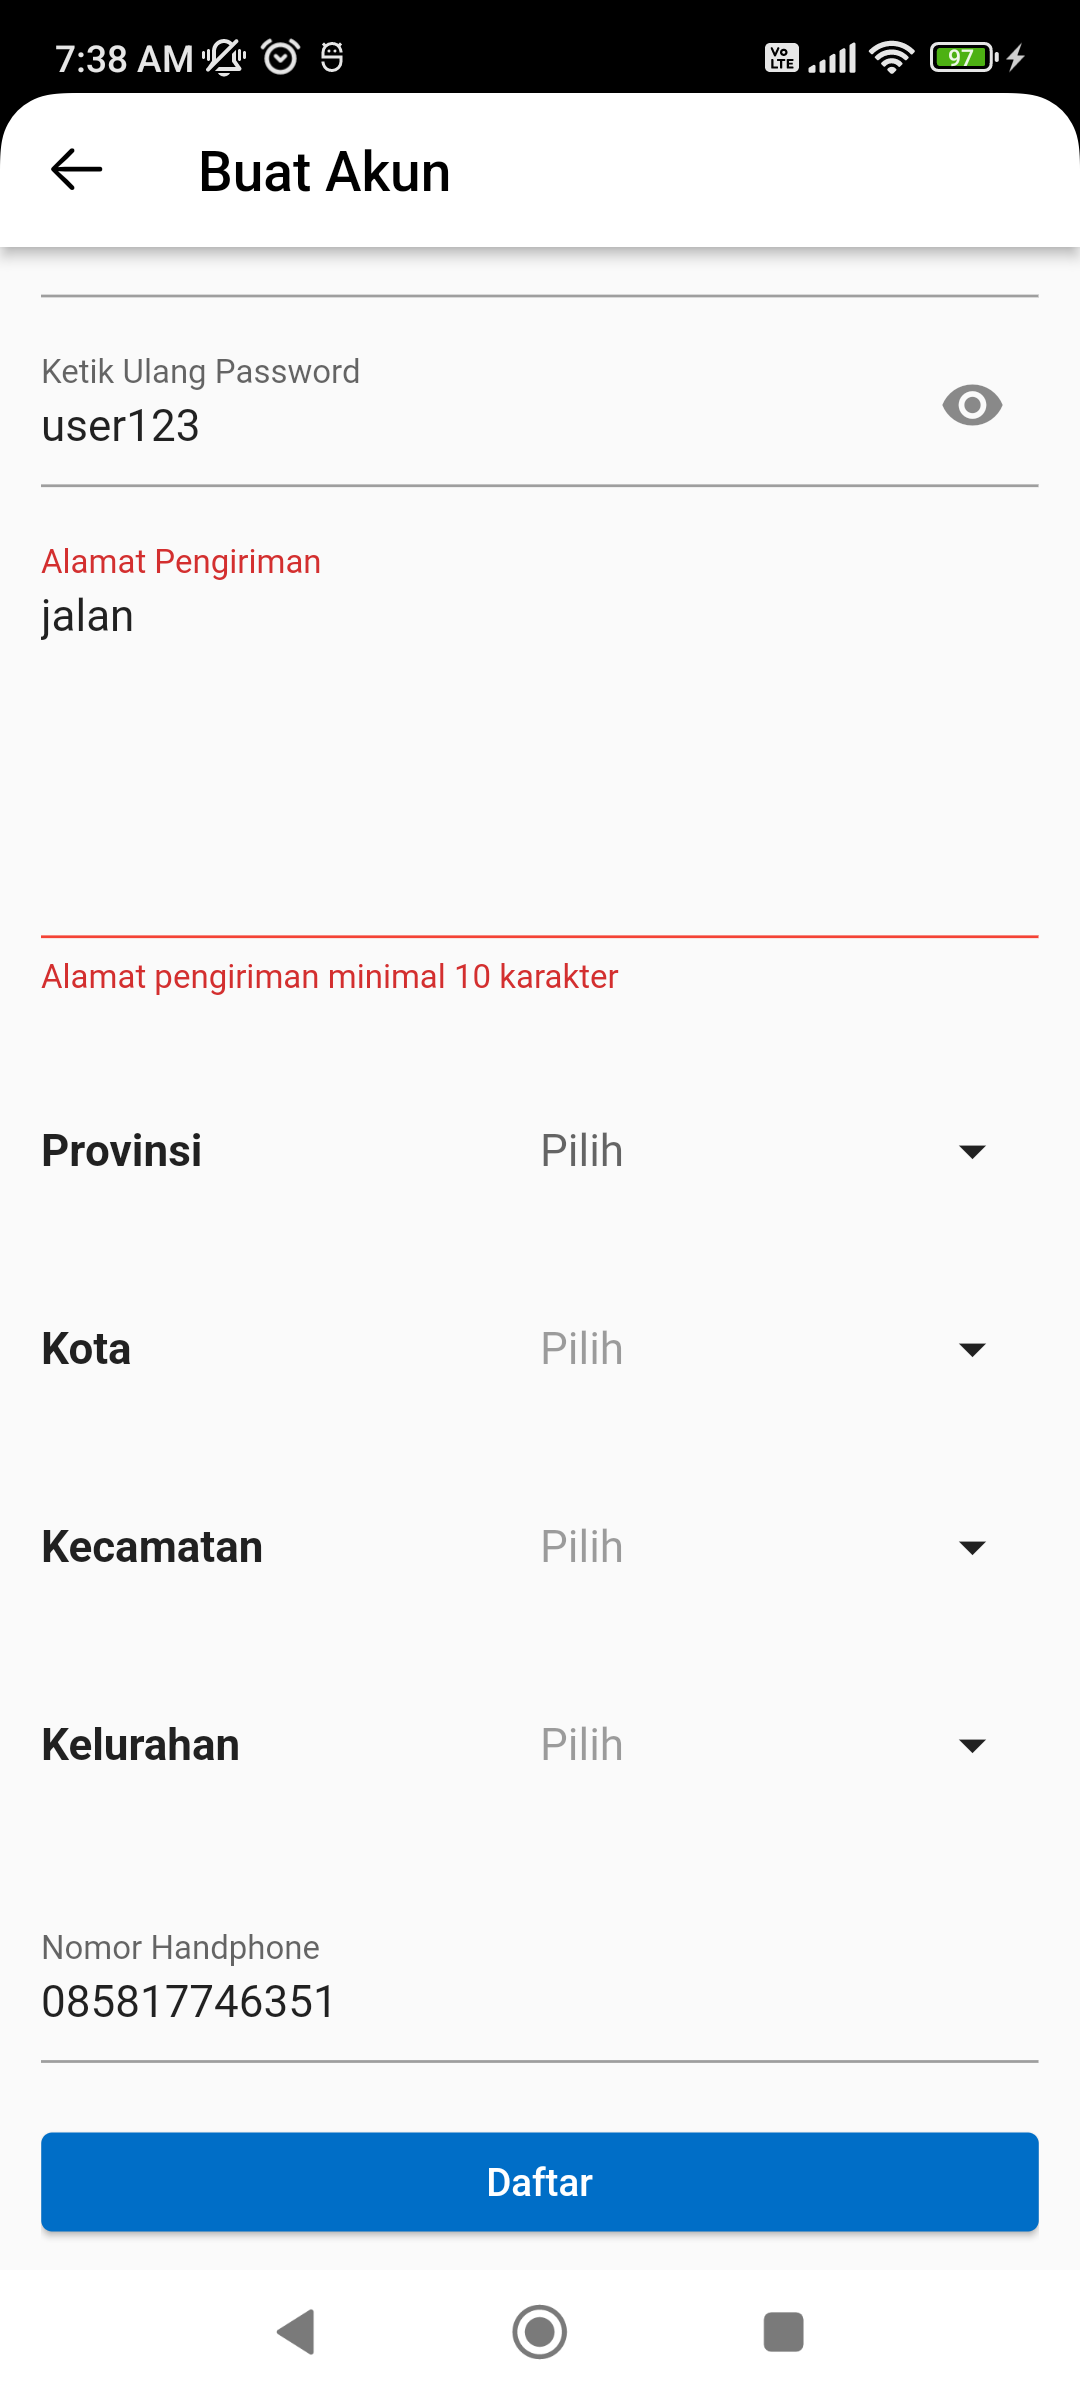 7:38 AM
Vo LTE
97
Buat Akun
Ketik Ulang Password
user123
Alamat Pengiriman
jalan
Alamat pengiriman minimal 10 karakter
Provinsi Pilih
Kota Pilih
Kecamatan Pilih
Kelurahan Pilih
Nomor Handphone
085817746351
Daftar